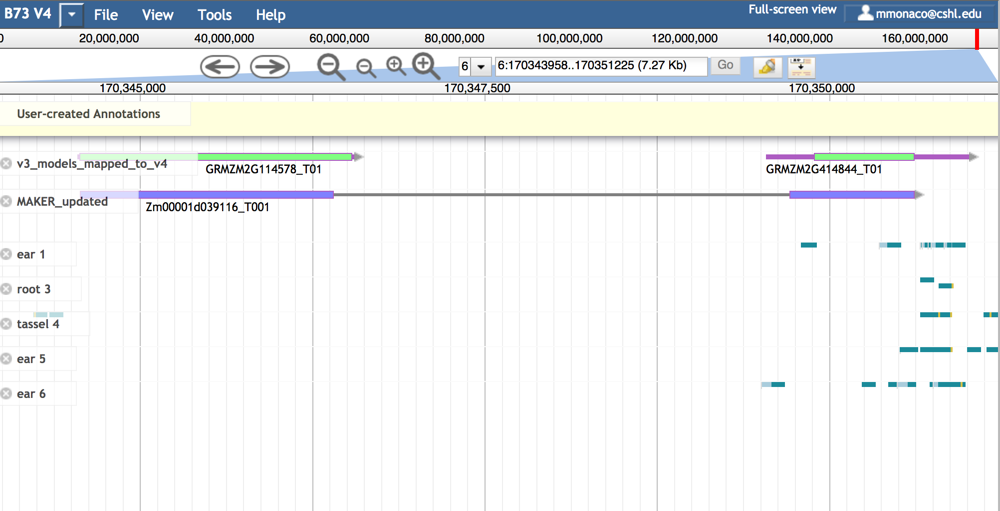 B73 V4 File View Tools Help Full-screen view mmonaco@cshl.edu
0 20,000,000 40,000,000 60,000,000 80,000,000 100,000,000 120,000,000 140,000,000 160,000,000
6 6:170343958..170351225 (7.27 Kb) Go
170,345,000 170,347,500 170,350,000
User-created Annotations
v3_models_mapped_to_v4
GRMZM2G114578_T01 GRMZM2G414844_T01
MAKER_updated
Zm00001d039116_T001
ear 1
root 3
tassel 4
ear 5
ear 6